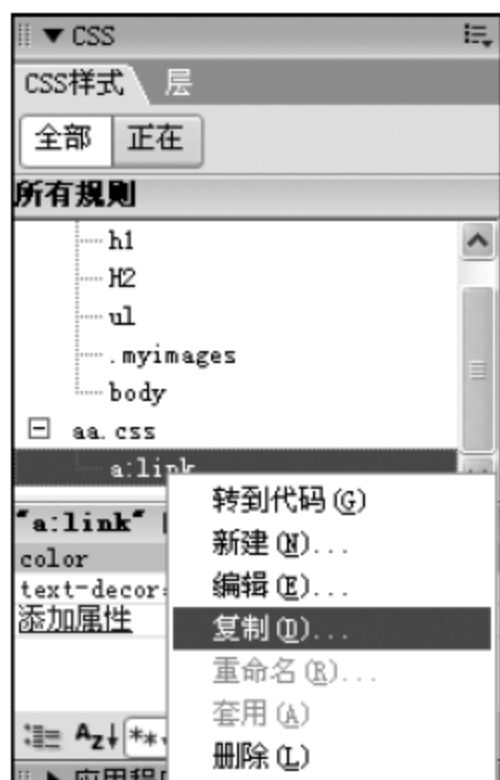 CSS
CSS样式 层
全部 正在
所有规则
h1
H2
ul
.myimages
body
aa.css
a:link
转到代码(G)
"a:link"
新建(N)...
color
编辑(E)...
text-decor
添加属性
复制(D)...
重命名(R)...
套用(A)
删除(L)